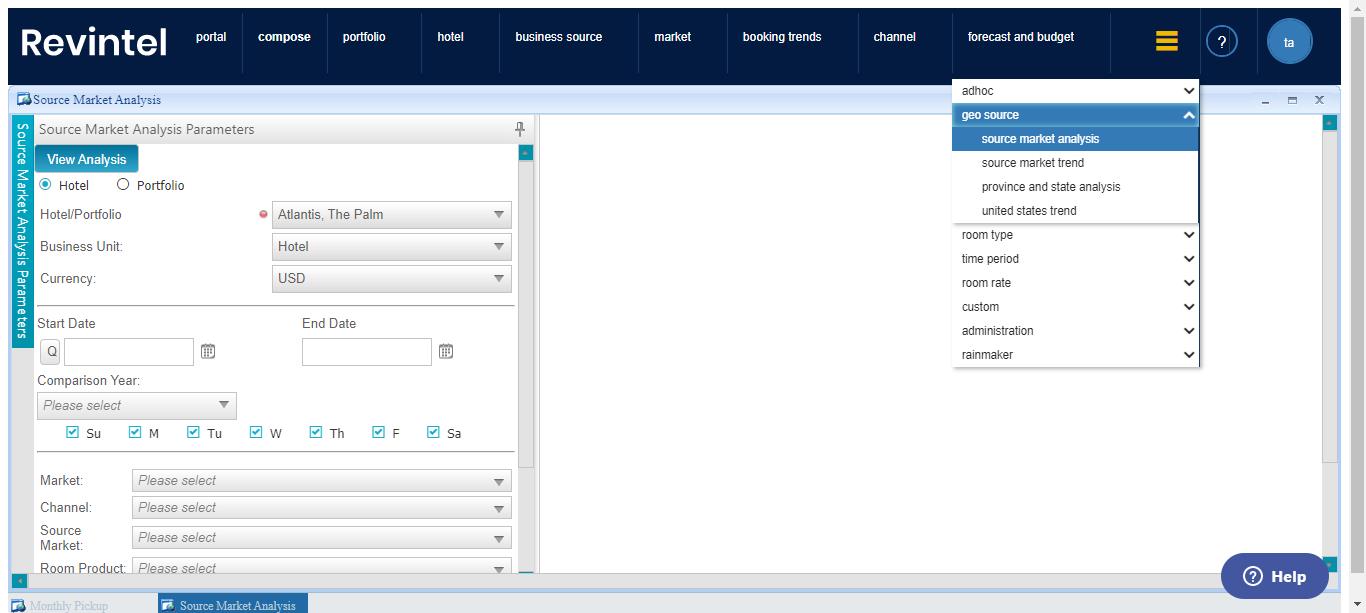 Revintel
portal
compose
portfolio
hotel
business source
market
booking trends
channel
forecast and budget
?
ta
Source Market Analysis
adhoc
geo source
source market analysis
source market trend
province and state analysis
united states trend
room type
time period
room rate
custom
administration
rainmaker
Source Market Analysis Parameters
Source Market Analysis Parameters
View Analysis
Hotel Portfolio
Hotel/Portfolio Atlantis, The Palm
Business Unit: Hotel
Currency: USD
Start Date End Date
Q
Comparison Year:
Please select
Su M Tu W Th F Sa
Market: Please select
Channel: Please select
Source
Market: Please select
Room Product: Please select
? Help
Monthly Pickup
Source Market Analysis